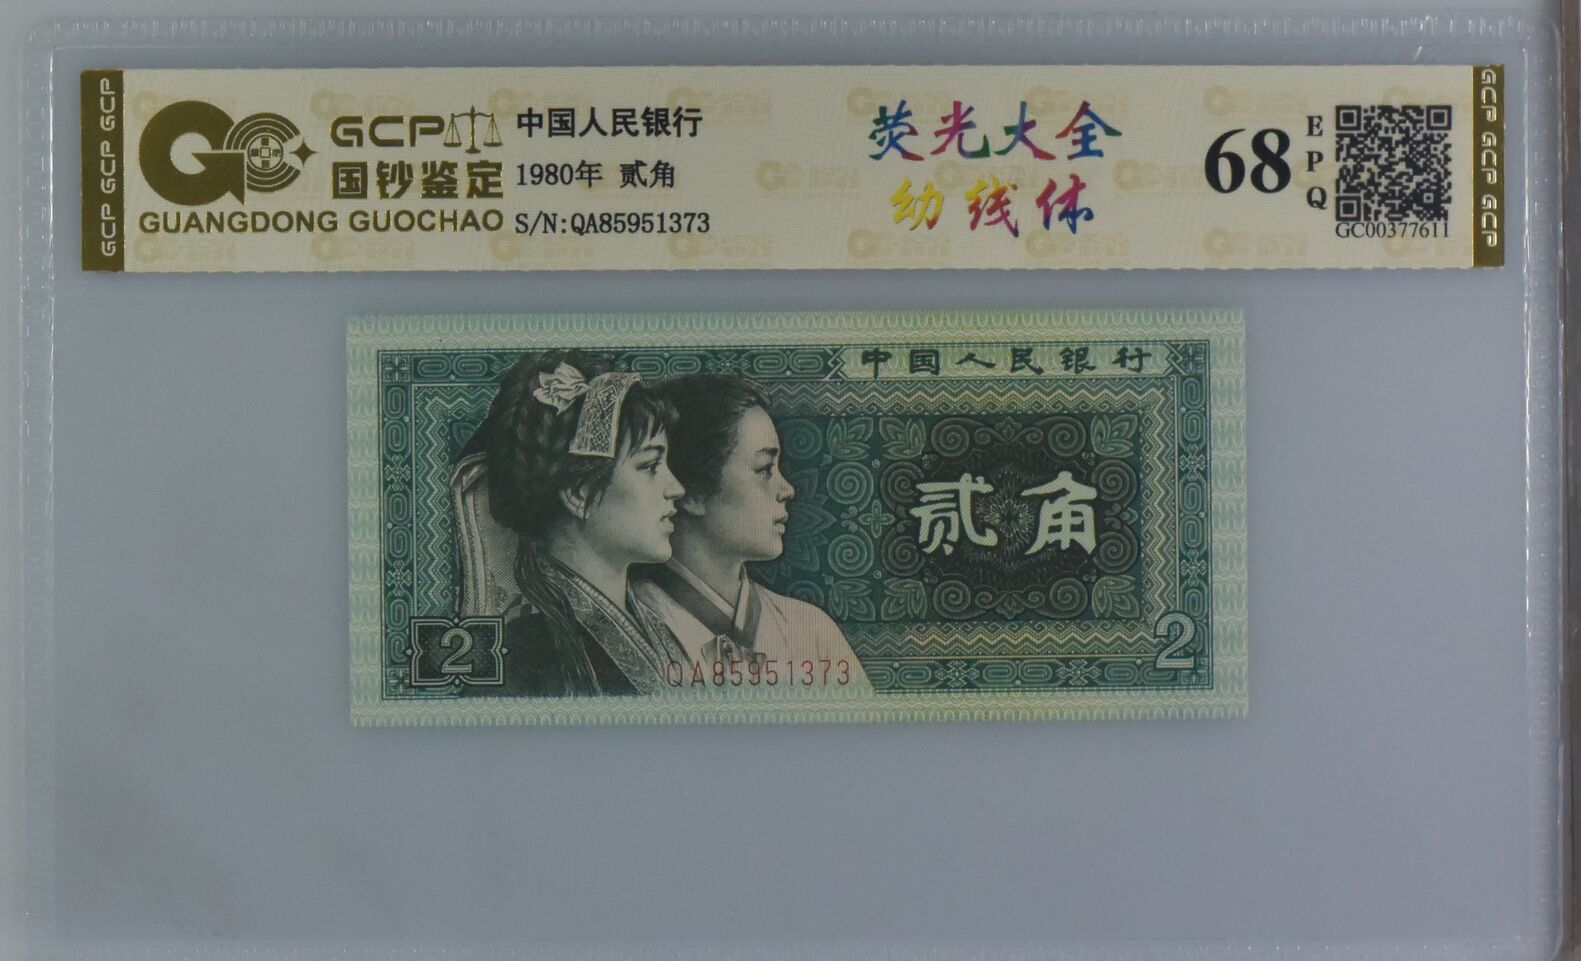 GCP GCP GCP
GCP
国钞鉴定
GUANGDONG GUOCHAO
中国人民银行
1980年 贰角
S/N:QA85951373
荧光大全
幼线体
68
EPQ
GC00377611
GCP GCP GCP
中国人民银行
贰角
2
QA85951373
2